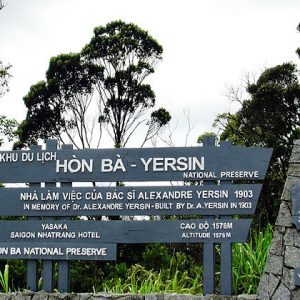 KHU DU LỊCH HÒN BÀ - YERSIN
NATIONAL PRESERVE
NHÀ LÀM VIỆC CỦA BÁC SĨ ALEXANDRE YERSIN 1903
IN MEMORY OF Dr. ALEXANDRE YERSIN - BUILT BY Dr. A. YERSIN IN 1903
YASAKA
SAIGON NHATRANG HOTEL
CAO ĐỘ 1578M
ALTITUDE 1578M
HÒN BA NATIONAL PRESERVE